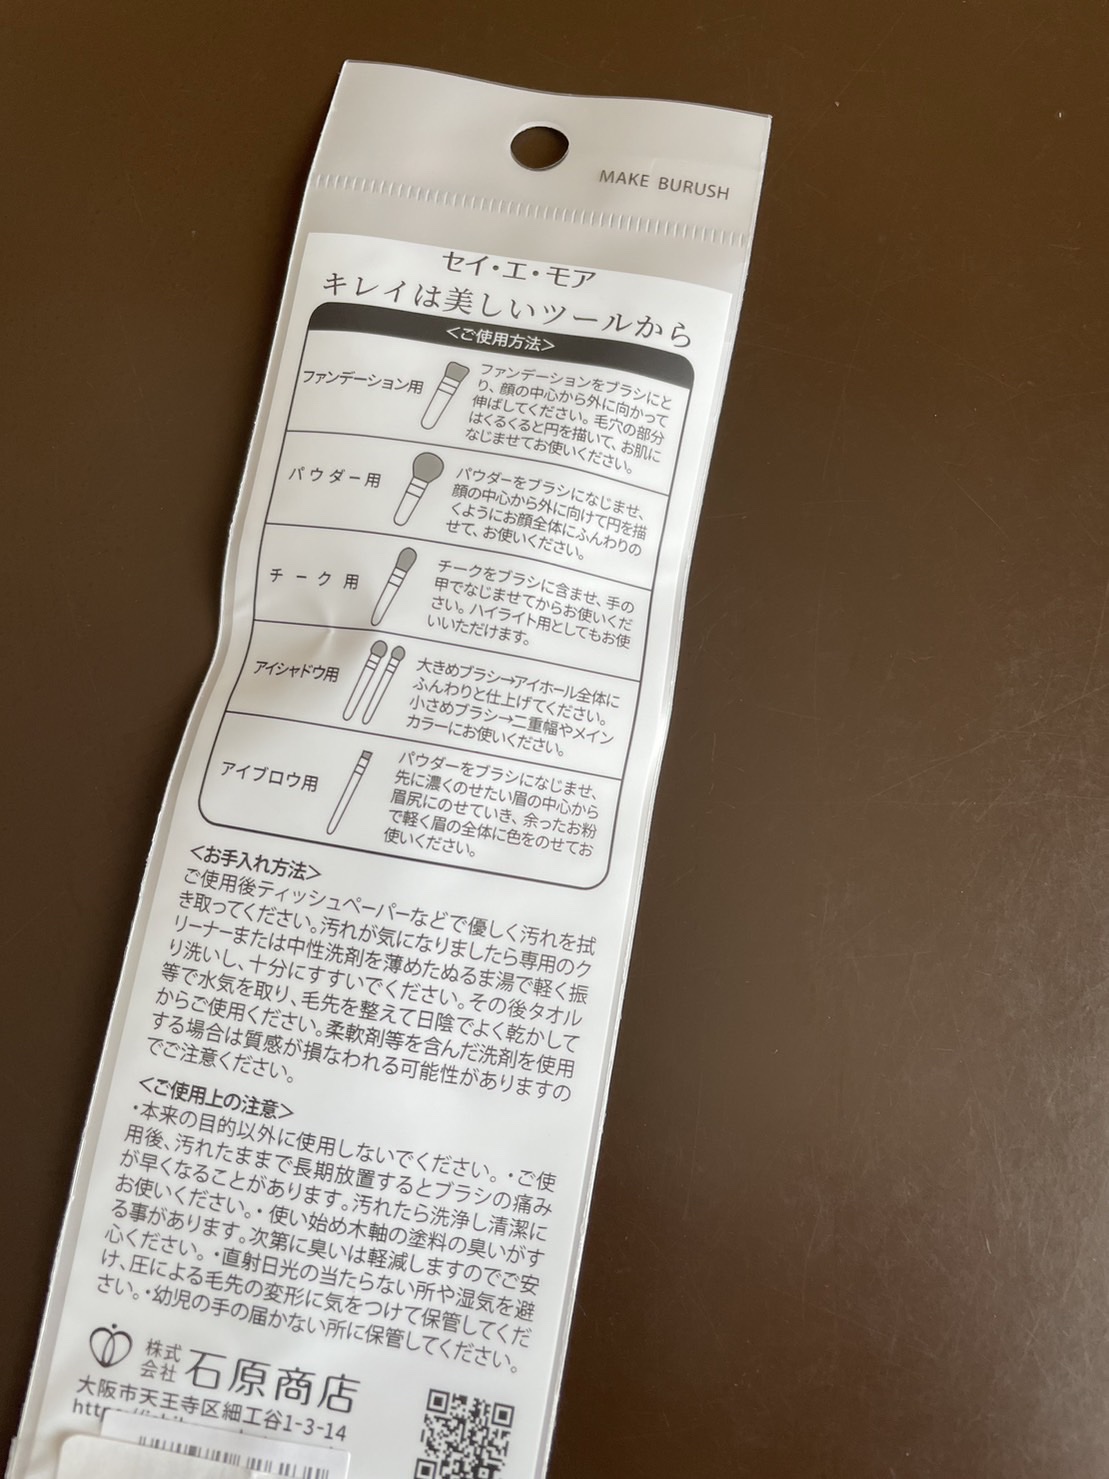 MAKE BURUSH
セイ・エ・モア
キレイは美しいツールから
<ご使用方法>
ファンデーション用
ファンデーションをブラシにと
り、顔の中心から外に向かって
伸ばしてください。毛穴の部分
はくるくると円を描いて、お肌に
なじませてお使いください。
パウダー用
パウダーをブラシになじませ、
顔の中心から外に向けて円を描
くようにお顔全体にふんわりの
せて、お使いください。
チーク用
チークをブラシに含ませ、手の
甲でなじませてからお使いくだ
さい。ハイライト用としてもお使
いいただけます。
アイシャドウ用
大きめブラシ→アイホール全体に
ふんわりと仕上げてください。
小さめブラシ→二重幅やメイン
カラーにお使いください。
アイブロウ用
パウダーをブラシになじませ、
先に濃くのせたい眉の中心から
眉尻にのせていき、余ったお粉
で軽く眉の全体に色をのせてお
使いください。
<お手入れ方法>
ご使用後ティッシュペーパーなどで優しく汚れを拭
き取ってください。汚れが気になりましたら専用のク
リーナーまたは中性洗剤を薄めたぬるま湯で軽く振
り洗いし、十分にすすいでください。その後タオル
等で水気を取り、毛先を整えて日陰でよく乾かして
からご使用ください。柔軟剤等を含んだ洗剤を使用
する場合は質感が損なわれる可能性がありますの
でご注意ください。
<ご使用上の注意>
・本来の目的以外に使用しないでください。・ご使
用後、汚れたままで長期放置するとブラシの痛み
が早くなることがあります。汚れたら洗浄し清潔に
お使いください。・使い始め木軸の塗料の臭いがす
る事があります。次第に臭いは軽減しますのでご安
心ください。・直射日光の当たらない所や湿気を避
け、圧による毛先の変形に気をつけて保管してくだ
さい。・幼児の手の届かない所に保管してください。
株式会社 石原商店
大阪市天王寺区細工谷1-3-14